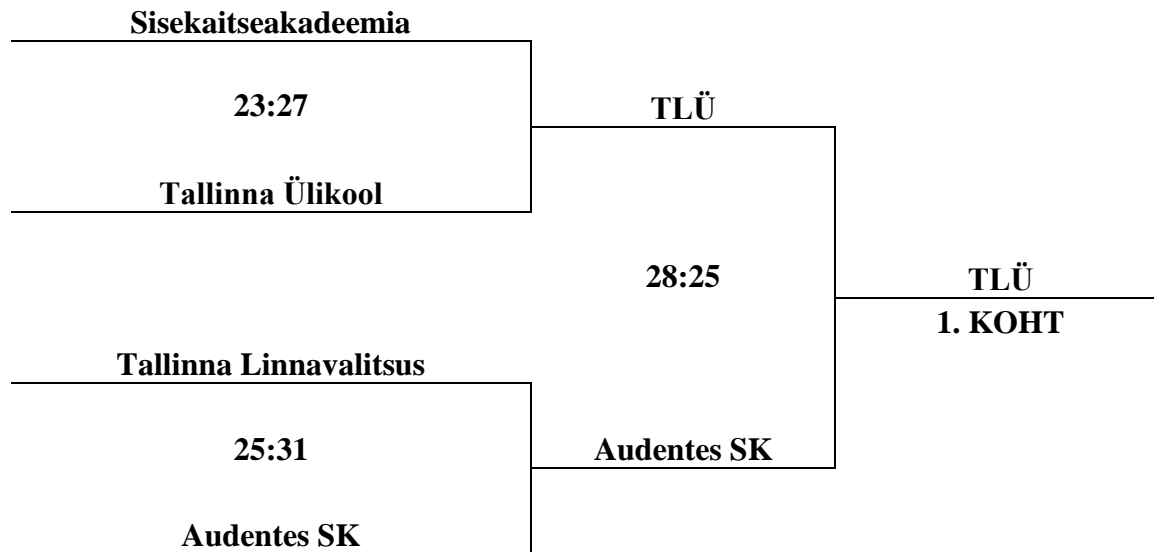 Sisekaitseakadeemia
23:27
TLÜ
Tallinna Ülikool
28:25
TLÜ
1. KOHT
Tallinna Linnavalitsus
25:31
Audentes SK
Audentes SK